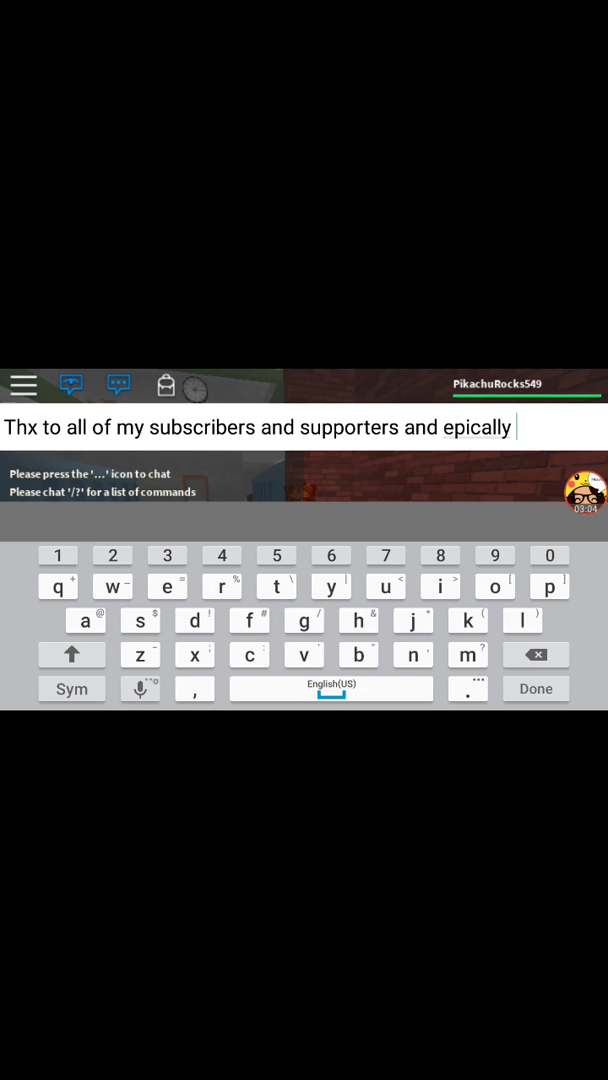 PikachuRocks549
Thx to all of my subscribers and supporters and epically
Please press the '...' icon to chat
Please chat '/?' for a list of commands
03:04
1 2 3 4 5 6 7 8 9 0
q + w - e = r % t \ y | u < i > o [ p ]
a @ s $ d ! f # g / h & j * k ( l )
z ~ x ; c : v ' b " n , m ?
Sym , English(US) . ... Done